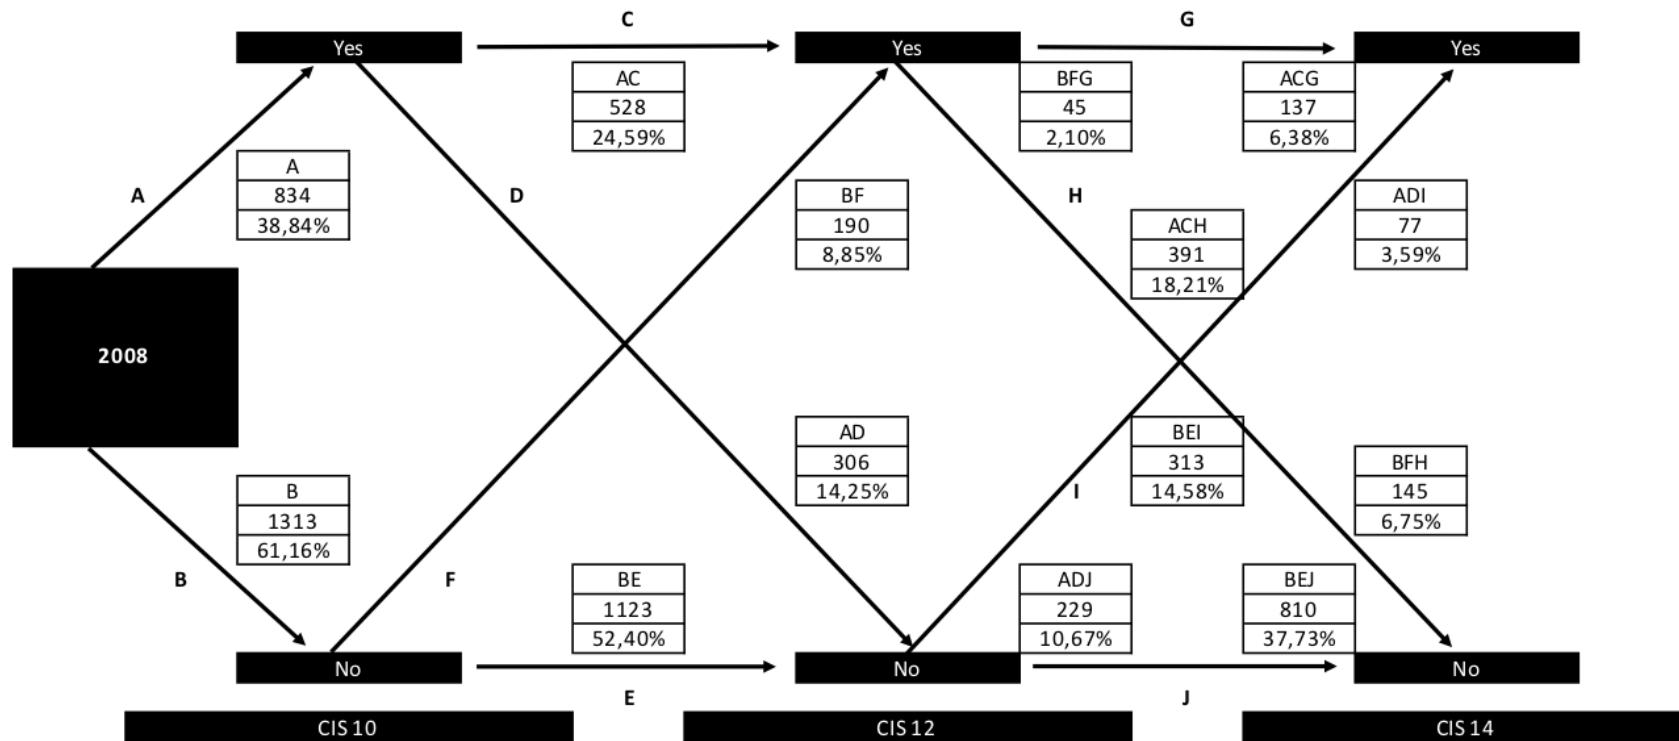 C
G
Yes
Yes
Yes
AC
528
24,59%
BFG
45
2,10%
ACG
137
6,38%
A
A
834
38,84%
D
BF
190
8,85%
H
ACH
391
18,21%
ADI
77
3,59%
2008
B
1313
61,16%
AD
306
14,25%
I
BEI
313
14,58%
BFH
145
6,75%
B
F
BE
1123
52,40%
ADJ
229
10,67%
BEJ
810
37,73%
No
No
No
E
J
CIS 10
CIS 12
CIS 14